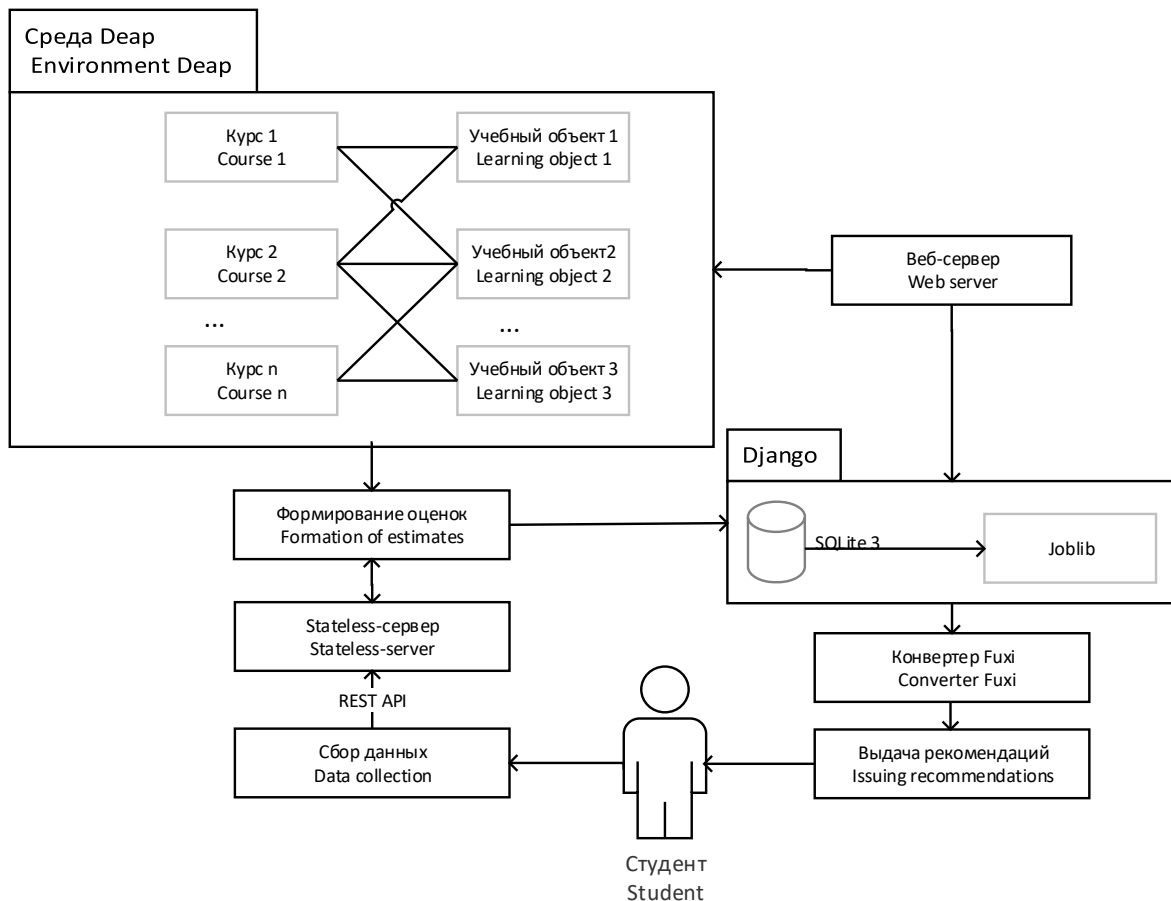 Среда Deap
Environment Deap
Курс 1
Course 1
Учебный объект 1
Learning object 1
Курс 2
Course 2
Учебный объект2
Learning object 2
...
...
Курс n
Course n
Учебный объект 3
Learning object 3
Веб-сервер
Web server
Django
SQLite 3
Joblib
Формирование оценок
Formation of estimates
Stateless-сервер
Stateless-server
REST API
Сбор данных
Data collection
Конвертер Fuxi
Converter Fuxi
Выдача рекомендаций
Issuing recommendations
Студент
Student